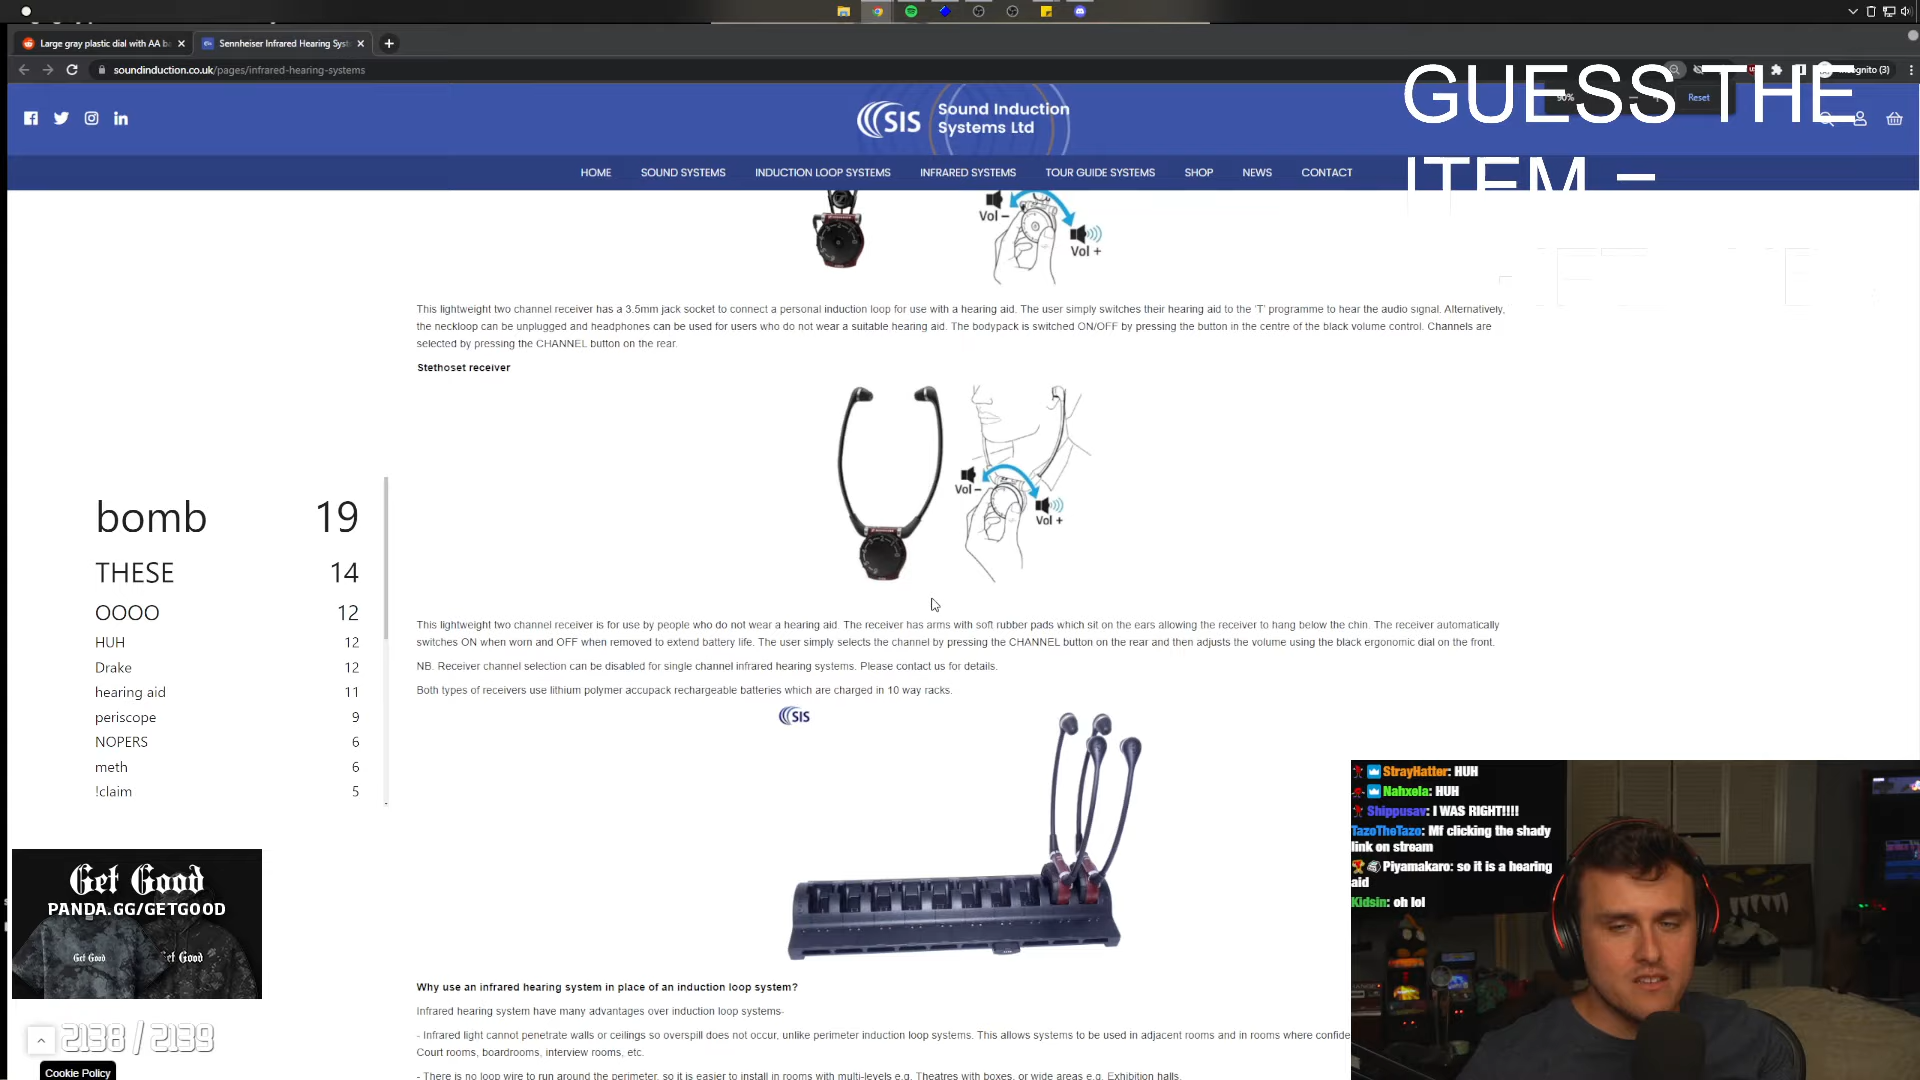 Large gray plastic dial with AA ba
Sennheiser Infrared Hearing Syst
soundinduction.co.uk/pages/infrared-hearing-systems
90%
Reset
GUESS THE
ITEM –
SIS
Sound Induction
Systems Ltd
HOME
SOUND SYSTEMS
INDUCTION LOOP SYSTEMS
INFRARED SYSTEMS
TOUR GUIDE SYSTEMS
SHOP
NEWS
CONTACT
Vol –
Vol +
This lightweight two channel receiver has a 3.5mm jack socket to connect a personal induction loop for use with a hearing aid. The user simply switches their hearing aid to the 'T' programme to hear the audio signal. Alternatively,
the neckloop can be unplugged and headphones can be used for users who do not wear a suitable hearing aid. The bodypack is switched ON/OFF by pressing the button in the centre of the black volume control. Channels are
selected by pressing the CHANNEL button on the rear.
Stethoset receiver
Vol –
Vol +
This lightweight two channel receiver is for use by people who do not wear a hearing aid. The receiver has arms with soft rubber pads which sit on the ears allowing the receiver to hang below the chin. The receiver automatically
switches ON when worn and OFF when removed to extend battery life. The user simply selects the channel by pressing the CHANNEL button on the rear and then adjusts the volume using the black ergonomic dial on the front.
NB. Receiver channel selection can be disabled for single channel infrared hearing systems. Please contact us for details.
Both types of receivers use lithium polymer accupack rechargeable batteries which are charged in 10 way racks.
SIS
Why use an infrared hearing system in place of an induction loop system?
Infrared hearing system have many advantages over induction loop systems-
- Infrared light cannot penetrate walls or ceilings so overspill does not occur, unlike perimeter induction loop systems. This allows systems to be used in adjacent rooms and in rooms where confide
Court rooms, boardrooms, interview rooms, etc.
- There is no loop wire to run around the perimeter, so it is easier to install in rooms with multi-levels e.g. Theatres with boxes, or wide areas e.g. Exhibition halls.
bomb 19
THESE 14
OOOO 12
HUH 12
Drake 12
hearing aid 11
periscope 9
NOPERS 6
meth 6
!claim 5
Get Good
PANDA.GG/GETGOOD
Get Good
Get Good
2138 / 2139
Cookie Policy
StrayHatter: HUH
Nahxela: HUH
Shippusav: I WAS RIGHT!!!!
TazoTheTazo: Mf clicking the shady
link on stream
Piyamakaro: so it is a hearing
aid
Kidsin: oh lol